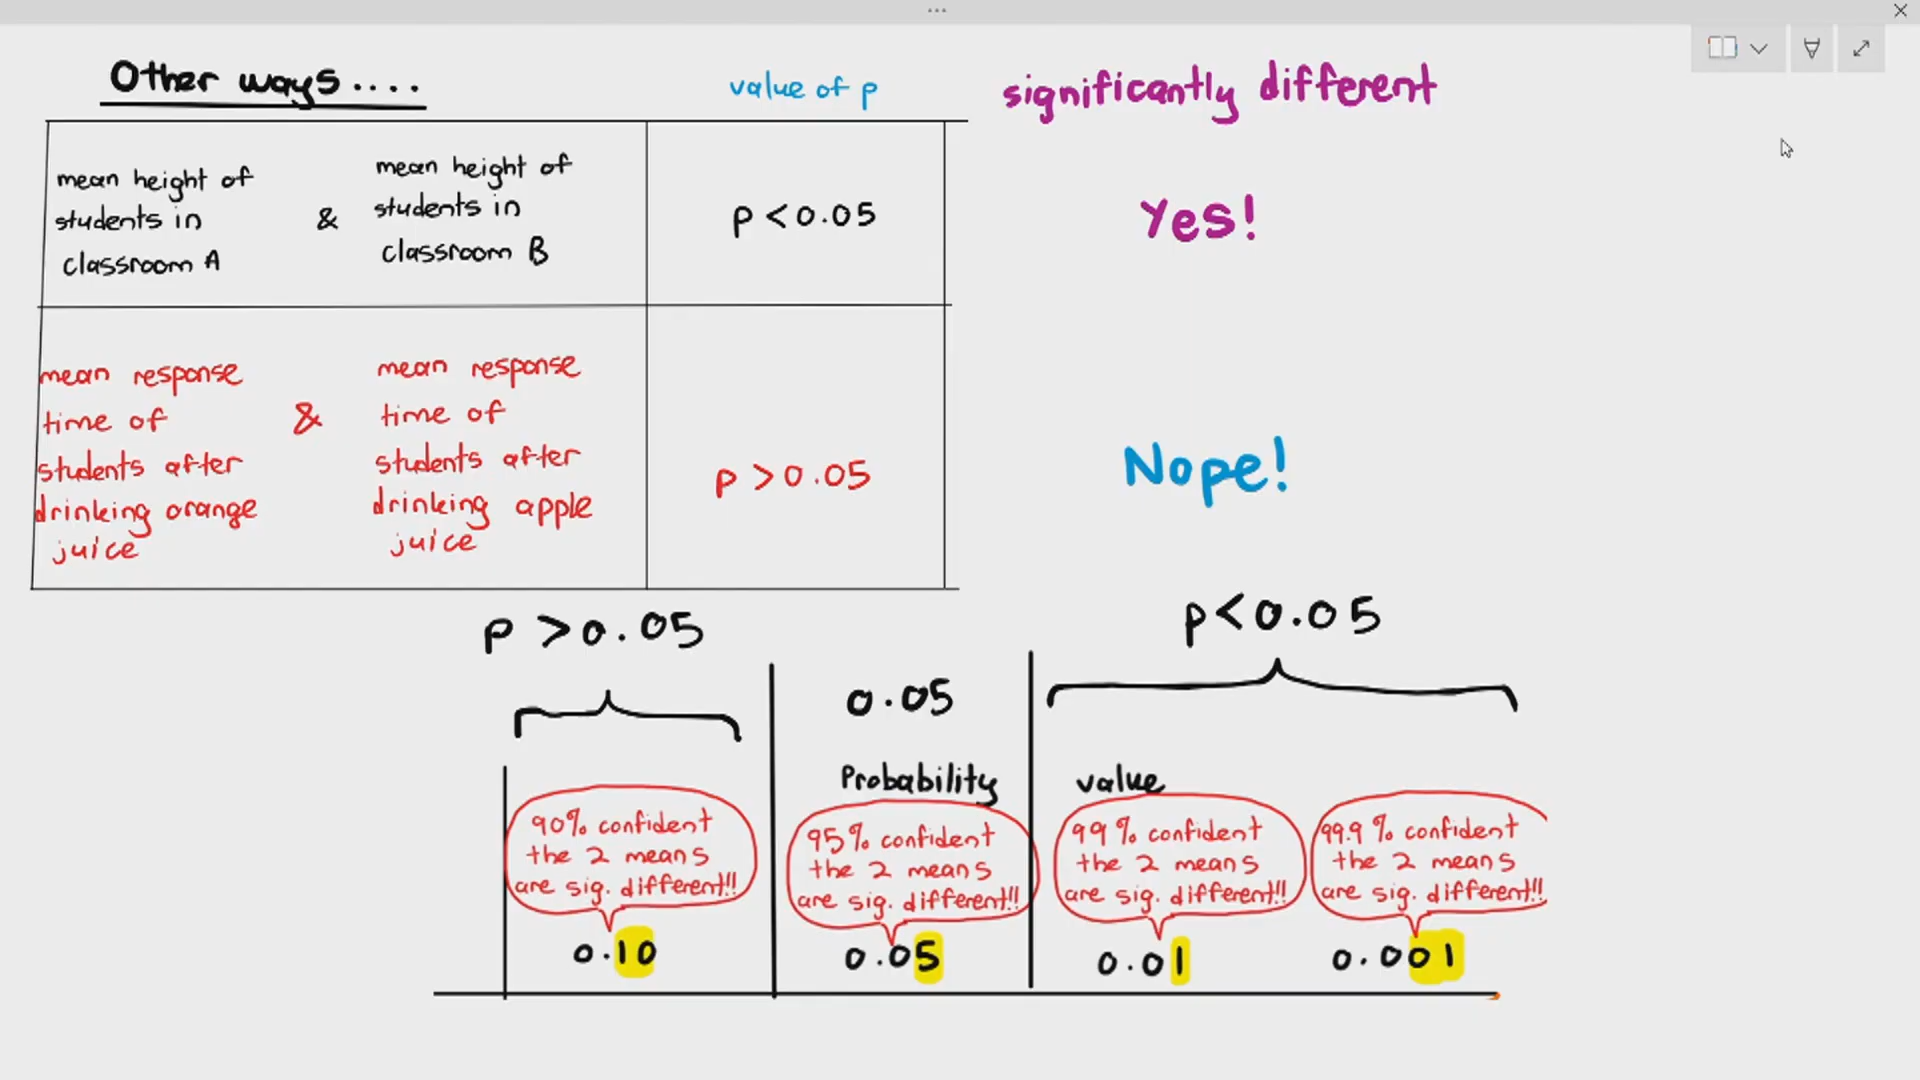 Other ways....
value of p
significantly different
mean height of
students in
classroom A
&
mean height of
students in
classroom B
p < 0.05
Yes!
mean response
time of
students after
drinking orange
juice
&
mean response
time of
students after
drinking apple
juice
p > 0.05
Nope!
p > 0.05
0.05
p < 0.05
Probability value
90% confident
the 2 means
are sig. different!!
95% confident
the 2 means
are sig. different!!
99% confident
the 2 means
are sig. different!!
99.9% confident
the 2 means
are sig. different!!
0.10
0.05
0.01
0.001